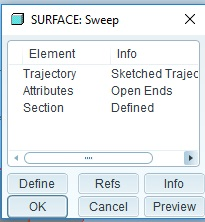 SURFACE: Sweep
Element Info
Trajectory Sketched Trajec
Attributes Open Ends
Section Defined
Define Refs Info
OK Cancel Preview